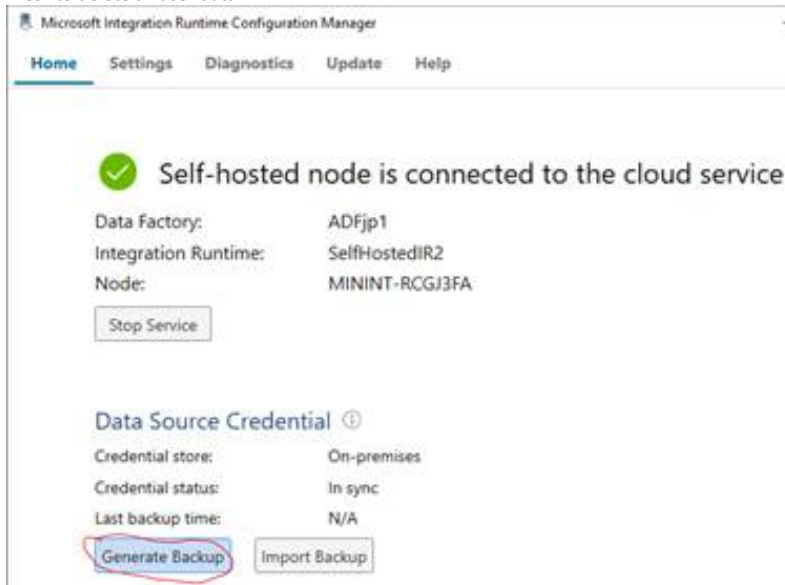 Microsoft Integration Runtime Configuration Manager
Home Settings Diagnostics Update Help
Self-hosted node is connected to the cloud service
Data Factory: ADFjp1
Integration Runtime: SelfHostedIR2
Node: MININT-RCGJ3FA
Stop Service
Data Source Credential
Credential store: On-premises
Credential status: In sync
Last backup time: N/A
Generate Backup Import Backup